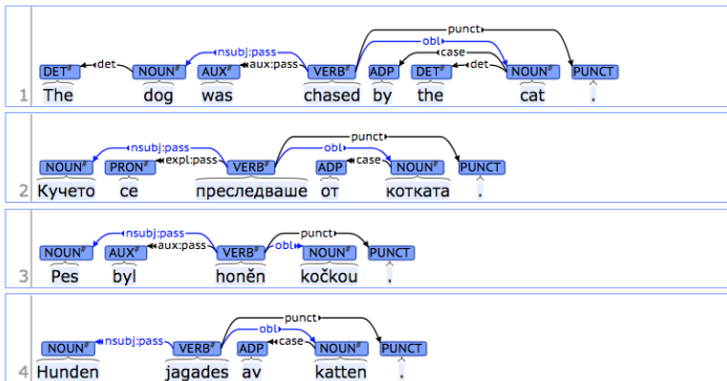 punct
obl
case
nsubj:pass
det aux:pass det
DET# NOUN# AUX# VERB# ADP DET# NOUN# PUNCT
1 The dog was chased by the cat .
punct
nsubj:pass obl
expl:pass case
NOUN# PRON# VERB# ADP NOUN# PUNCT
2 Кучето се преследваше от котката .
nsubj:pass punct
aux:pass obl
NOUN# AUX# VERB# NOUN# PUNCT
3 Pes byl honěn kočkou .
punct
obl
nsubj:pass case
NOUN# VERB# ADP NOUN# PUNCT
4 Hunden jagades av katten .